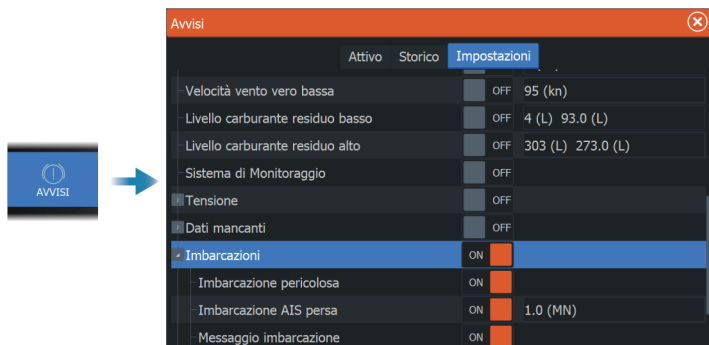 Avvisi
Attivo Storico Impostazioni
Velocità vento vero bassa OFF 95 (kn)
Livello carburante residuo basso OFF 4 (L) 93.0 (L)
Livello carburante residuo alto OFF 303 (L) 273.0 (L)
Sistema di Monitoraggio OFF
Tensione OFF
Dati mancanti OFF
Imbarcazioni ON
Imbarcazione pericolosa ON
Imbarcazione AIS persa ON 1.0 (MN)
Messaggio imbarcazione ON
AVVISI